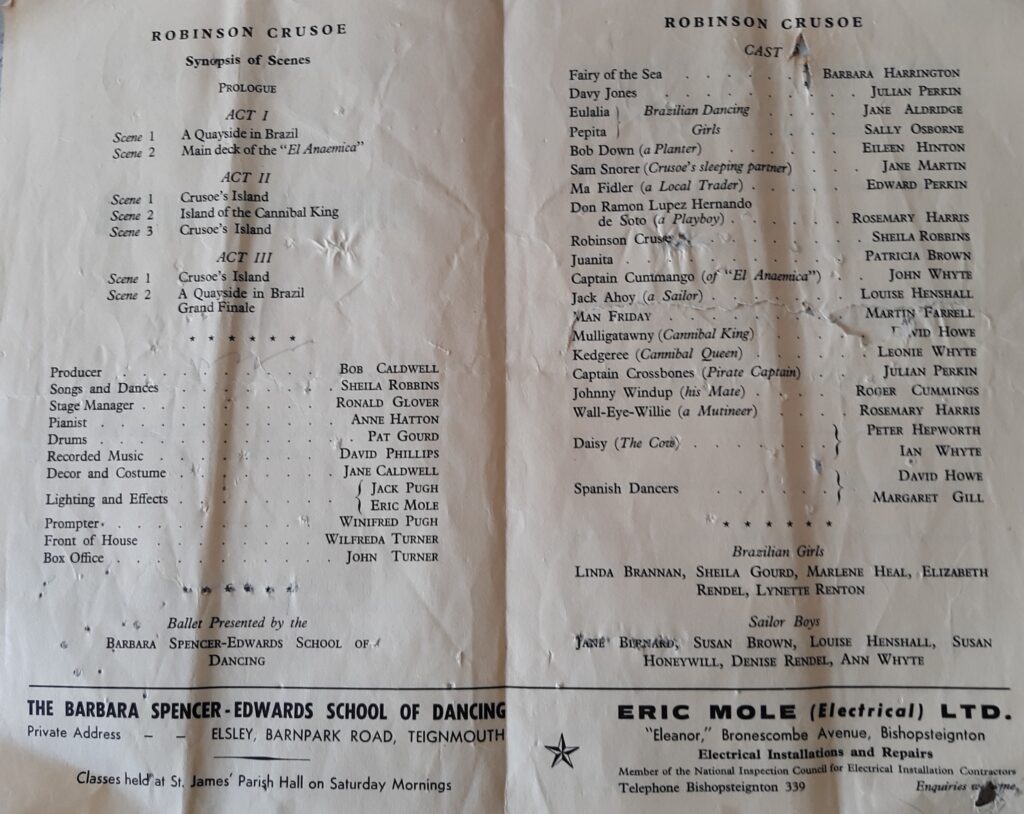 ROBINSON CRUSOE
Synopsis of Scenes
PROLOGUE
ACT I
Scene 1 A Quayside in Brazil
Scene 2 Main deck of the "El Anaemica"
ACT II
Scene 1 Crusoe's Island
Scene 2 Island of the Cannibal King
Scene 3 Crusoe's Island
ACT III
Scene 1 Crusoe's Island
Scene 2 A Quayside in Brazil
Grand Finale
* * * * * *
Producer . . . . . . . . BOB CALDWELL
Songs and Dances . . . . . . SHEILA ROBBINS
Stage Manager . . . . . . . RONALD GLOVER
Pianist . . . . . . . . ANNE HATTON
Drums . . . . . . . . PAT GOURD
Recorded Music . . . . . . DAVID PHILLIPS
Decor and Costume . . . . . . JANE CALDWELL
Lighting and Effects . . . . . { JACK PUGH
ERIC MOLE
Prompter . . . . . . . WINIFRED PUGH
Front of House . . . . . . WILFREDA TURNER
Box Office . . . . . . . JOHN TURNER
* * * * * *
Ballet Presented by the
BARBARA SPENCER-EDWARDS SCHOOL OF
DANCING
THE BARBARA SPENCER-EDWARDS SCHOOL OF DANCING
Private Address – – ELSLEY, BARNPARK ROAD, TEIGNMOUTH
Classes held at St. James' Parish Hall on Saturday Mornings
ROBINSON CRUSOE
CAST
Fairy of the Sea . . . . . . BARBARA HARRINGTON
Davy Jones . . . . . . . JULIAN PERKIN
Eulalia } Brazilian Dancing JANE ALDRIDGE
Pepita } Girls SALLY OSBORNE
Bob Down (a Planter) . . . . . EILEEN HINTON
Sam Snorer (Crusoe's sleeping partner) . . . JANE MARTIN
Ma Fidler (a Local Trader) . . . . EDWARD PERKIN
Don Ramon Lupez Hernando
de Soto (a Playboy) . . . . . ROSEMARY HARRIS
Robinson Crusoe . . . . . . SHEILA ROBBINS
Juanita . . . . . . . . PATRICIA BROWN
Captain Cummango (of "El Anaemica") . . JOHN WHYTE
Jack Ahoy (a Sailor) . . . . . LOUISE HENSHALL
MAN FRIDAY . . . . . . . MARTIN FARRELL
Mulligatawny (Cannibal King) . . . . DAVID HOWE
Kedgeree (Cannibal Queen) . . . . LEONIE WHYTE
Captain Crossbones (Pirate Captain) . . . JULIAN PERKIN
Johnny Windup (his Mate) . . . . ROGER CUMMINGS
Wall-Eye-Willie (a Mutineer) . . . . ROSEMARY HARRIS
Daisy (The Cow) . . . . . } PETER HEPWORTH
IAN WHYTE
Spanish Dancers . . . . . } DAVID HOWE
MARGARET GILL
* * * * * *
Brazilian Girls
LINDA BRANNAN, SHEILA GOURD, MARLENE HEAL, ELIZABETH
RENDEL, LYNETTE RENTON
Sailor Boys
JANE BERNARD, SUSAN BROWN, LOUISE HENSHALL, SUSAN
HONEYWILL, DENISE RENDEL, ANN WHYTE
ERIC MOLE (Electrical) LTD.
"Eleanor," Bronescombe Avenue, Bishopsteignton
Electrical Installations and Repairs
Member of the National Inspection Council for Electrical Installation Contractors
Telephone Bishopsteignton 339 Enquiries welcome.